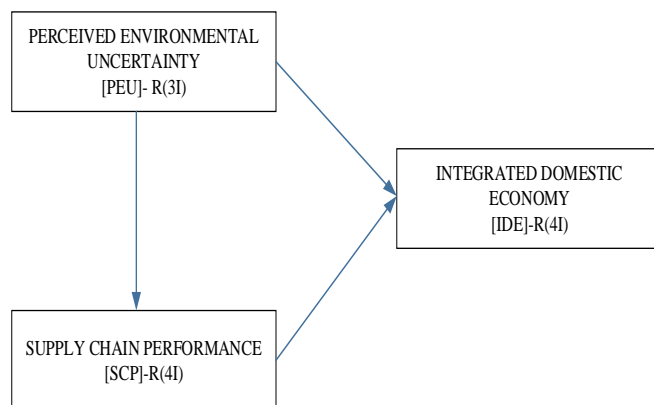 PERCEIVED ENVIRONMENTAL
UNCERTAINTY
[PEU]- R(3I)
INTEGRATED DOMESTIC
ECONOMY
[IDE]-R(4I)
SUPPLY CHAIN PERFORMANCE
[SCP]-R(4I)